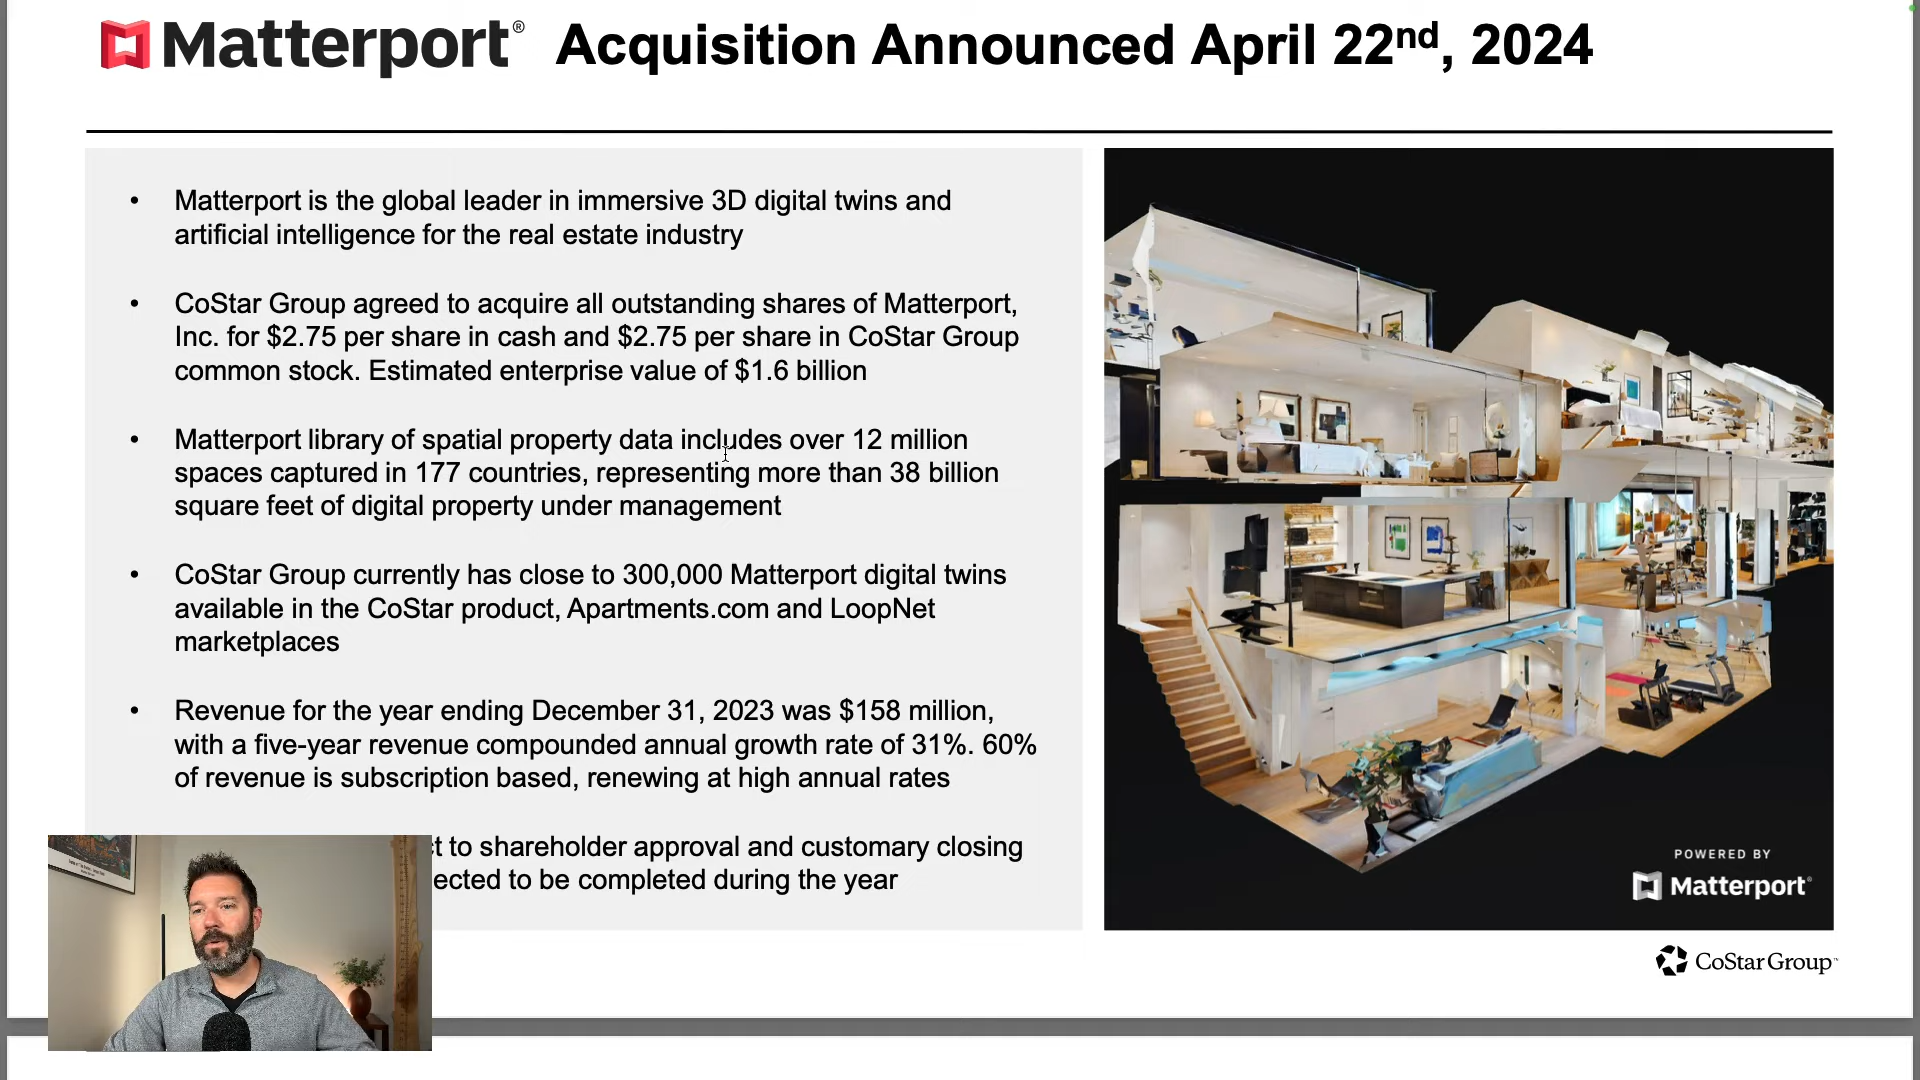 Matterport® Acquisition Announced April 22nd, 2024
• Matterport is the global leader in immersive 3D digital twins and
artificial intelligence for the real estate industry
• CoStar Group agreed to acquire all outstanding shares of Matterport,
Inc. for $2.75 per share in cash and $2.75 per share in CoStar Group
common stock. Estimated enterprise value of $1.6 billion
• Matterport library of spatial property data includes over 12 million
spaces captured in 177 countries, representing more than 38 billion
square feet of digital property under management
• CoStar Group currently has close to 300,000 Matterport digital twins
available in the CoStar product, Apartments.com and LoopNet
marketplaces
• Revenue for the year ending December 31, 2023 was $158 million,
with a five-year revenue compounded annual growth rate of 31%. 60%
of revenue is subscription based, renewing at high annual rates
to shareholder approval and customary closing
ected to be completed during the year
POWERED BY
Matterport®
CoStar Group™